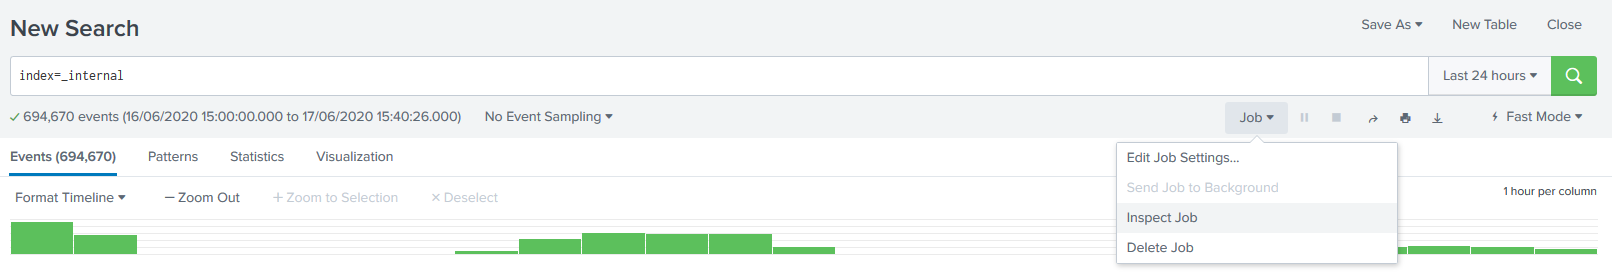 New Search
Save As New Table Close
index=_internal
Last 24 hours
694,670 events (16/06/2020 15:00:00.000 to 17/06/2020 15:40:26.000) No Event Sampling
Job
Fast Mode
Events (694,670) Patterns Statistics Visualization
Edit Job Settings...
Send Job to Background
Inspect Job
Delete Job
Format Timeline — Zoom Out + Zoom to Selection × Deselect
1 hour per column